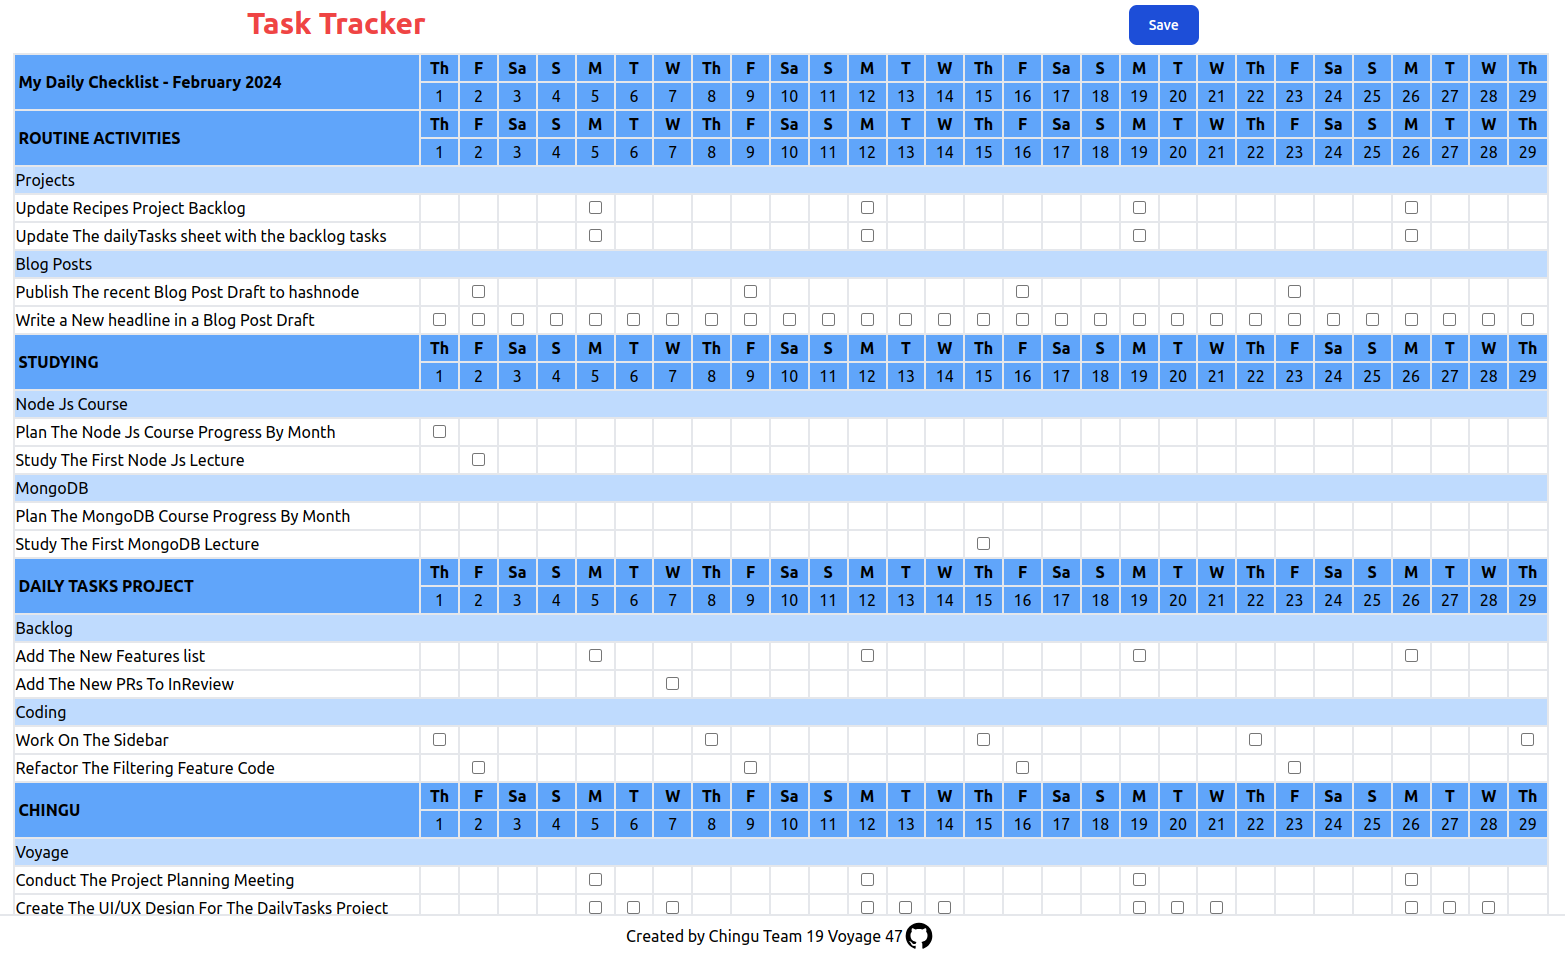 Task Tracker
Save
My Daily Checklist - February 2024 Th F Sa S M T W Th F Sa S M T W Th F Sa S M T W Th F Sa S M T W Th
1 2 3 4 5 6 7 8 9 10 11 12 13 14 15 16 17 18 19 20 21 22 23 24 25 26 27 28 29
ROUTINE ACTIVITIES Th F Sa S M T W Th F Sa S M T W Th F Sa S M T W Th F Sa S M T W Th
1 2 3 4 5 6 7 8 9 10 11 12 13 14 15 16 17 18 19 20 21 22 23 24 25 26 27 28 29
Projects
Update Recipes Project Backlog
Update The dailyTasks sheet with the backlog tasks
Blog Posts
Publish The recent Blog Post Draft to hashnode
Write a New headline in a Blog Post Draft
STUDYING Th F Sa S M T W Th F Sa S M T W Th F Sa S M T W Th F Sa S M T W Th
1 2 3 4 5 6 7 8 9 10 11 12 13 14 15 16 17 18 19 20 21 22 23 24 25 26 27 28 29
Node Js Course
Plan The Node Js Course Progress By Month
Study The First Node Js Lecture
MongoDB
Plan The MongoDB Course Progress By Month
Study The First MongoDB Lecture
DAILY TASKS PROJECT Th F Sa S M T W Th F Sa S M T W Th F Sa S M T W Th F Sa S M T W Th
1 2 3 4 5 6 7 8 9 10 11 12 13 14 15 16 17 18 19 20 21 22 23 24 25 26 27 28 29
Backlog
Add The New Features list
Add The New PRs To InReview
Coding
Work On The Sidebar
Refactor The Filtering Feature Code
CHINGU Th F Sa S M T W Th F Sa S M T W Th F Sa S M T W Th F Sa S M T W Th
1 2 3 4 5 6 7 8 9 10 11 12 13 14 15 16 17 18 19 20 21 22 23 24 25 26 27 28 29
Voyage
Conduct The Project Planning Meeting
Create The UI/UX Design For The DailyTasks Project
Created by Chingu Team 19 Voyage 47